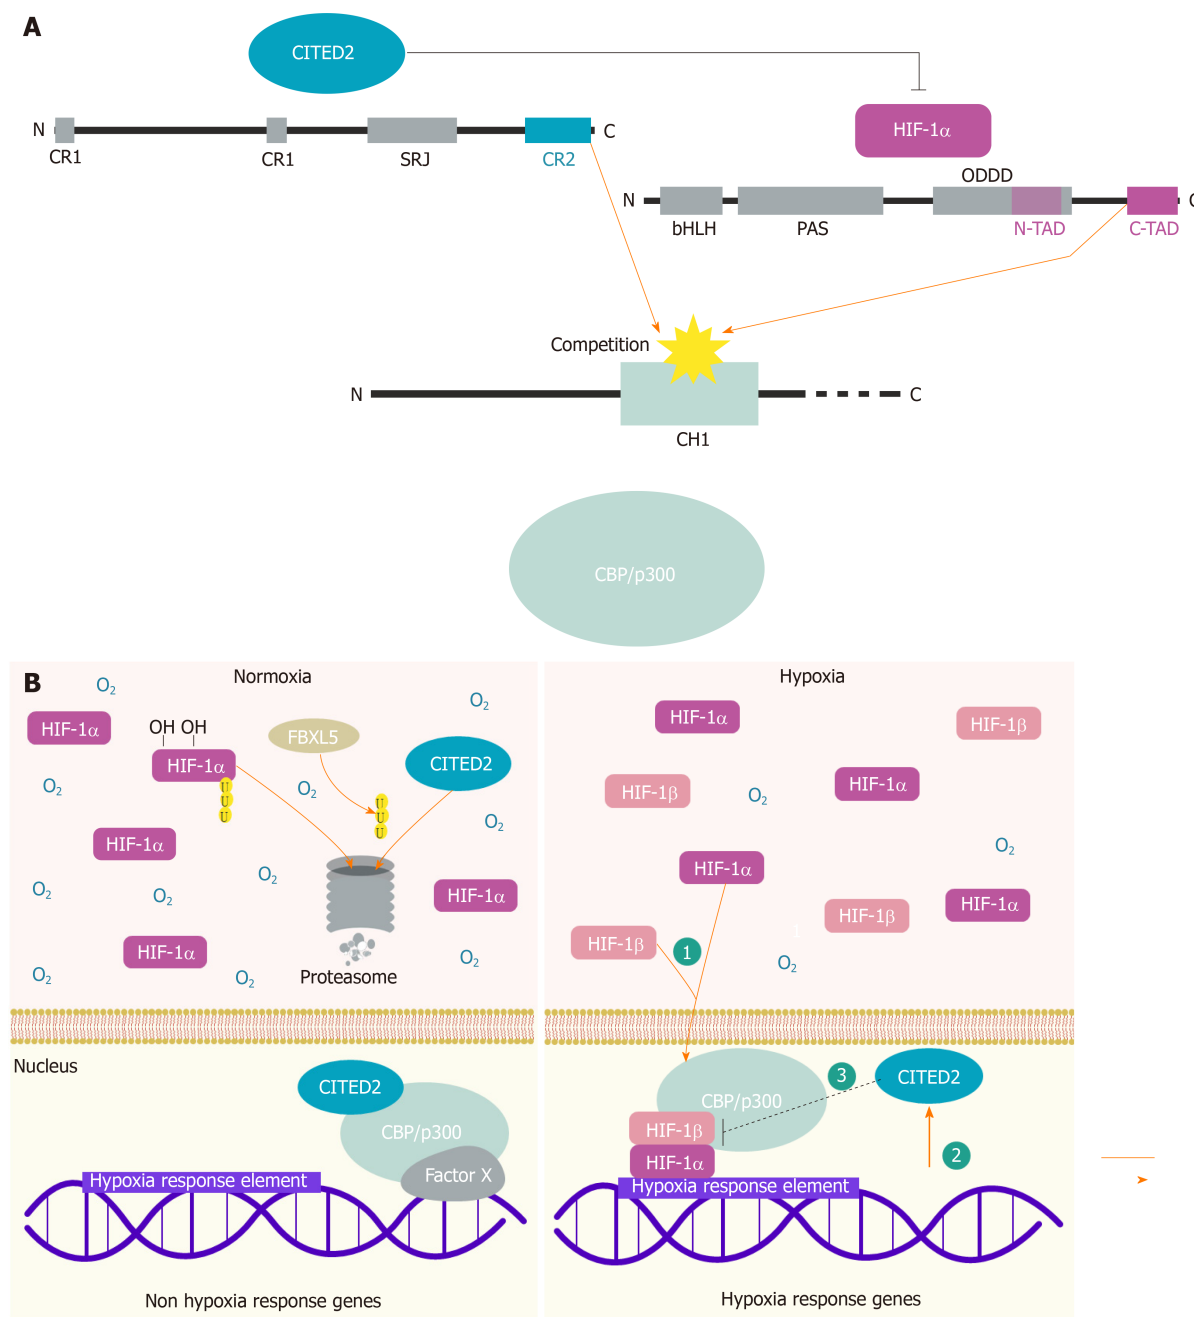 A
CITED2
HIF-1α
N C
CR1 CR1 SRJ CR2
ODDD
N C
bHLH PAS N-TAD C-TAD
Competition
N C
CH1
CBP/p300
B
Normoxia
O2
O2
HIF-1α
OH OH
FBXL5
HIF-1α
CITED2
U
U
U
O2
O2
U
U
U
O2
HIF-1α
O2
O2
O2
HIF-1α
HIF-1α
O2
O2
O2
Proteasome
Nucleus
CITED2
CBP/p300
Hypoxia response element
Factor X
Non hypoxia response genes
Hypoxia
HIF-1α
HIF-1β
HIF-1β
O2
HIF-1α
O2
HIF-1α
HIF-1α
HIF-1β
HIF-1β
1
1
O2
3
CITED2
CBP/p300
HIF-1β
HIF-1α
2
Hypoxia response element
Hypoxia response genes